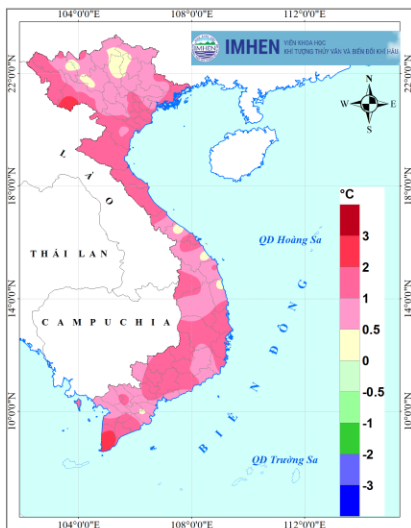 104°0'0"E
108°0'0"E
112°0'0"E
IMHEN
VIỆN KHOA HỌC
KHÍ TƯỢNG THỦY VĂN VÀ BIẾN ĐỔI KHÍ HẬU
22°0'0"N
N
W
E
S
LÀO
18°0'0"N
°C
3
2
1
0.5
0
-0.5
-1
-2
-3
QĐ Hoàng Sa
THÁI LAN
14°0'0"N
CAMPUCHIA
BIỂN ĐÔNG
10°0'0"N
QĐ Trường Sa
104°0'0"E
108°0'0"E
112°0'0"E